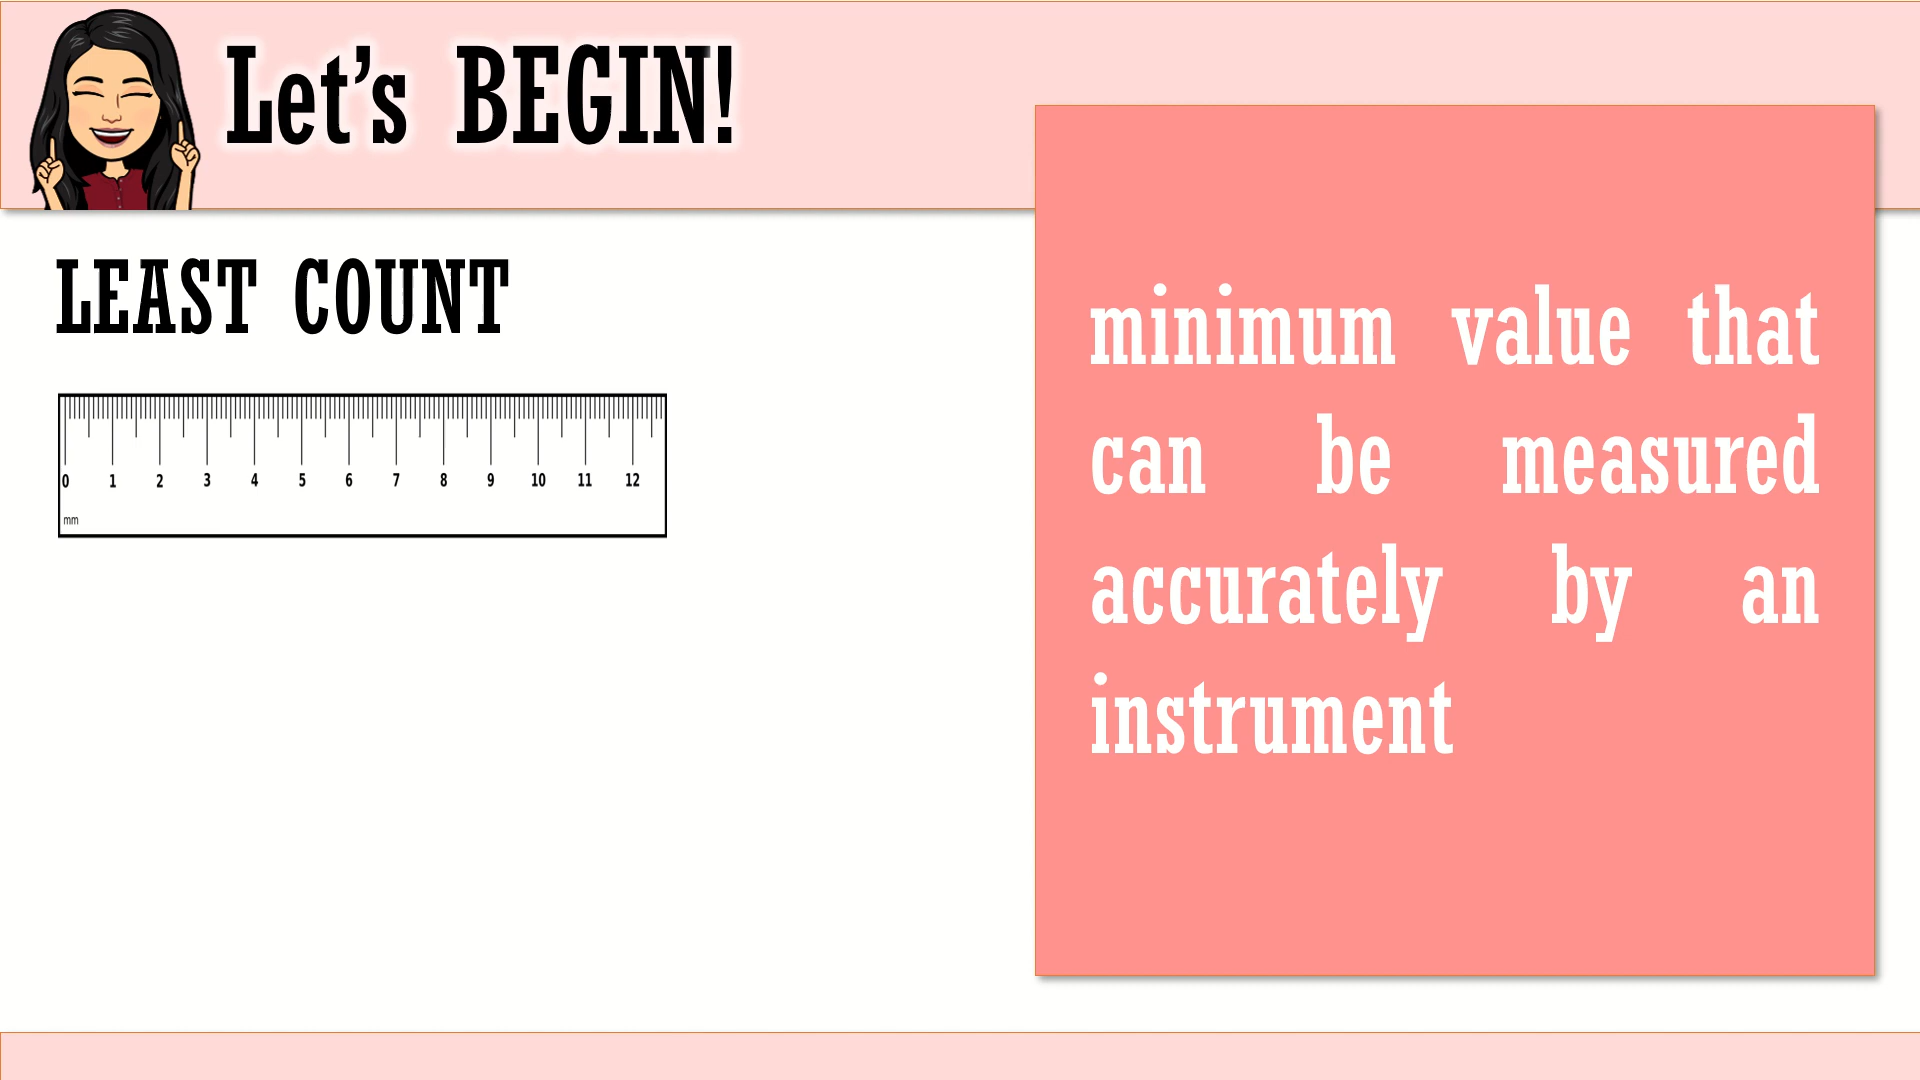 Let’s BEGIN!
LEAST COUNT
0 1 2 3 4 5 6 7 8 9 10 11 12
mm
minimum value that
can be measured
accurately by an
instrument